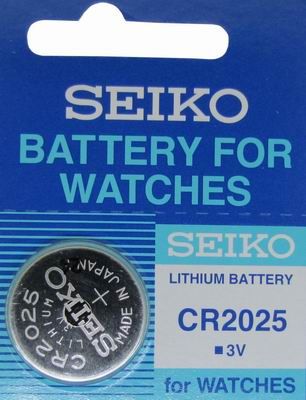 SEIKO
BATTERY FOR
WATCHES
SEIKO
LITHIUM BATTERY
CR2025
■3V
for WATCHES
MADE IN JAPAN
+
SEIKO
LITHIUM
CR2025